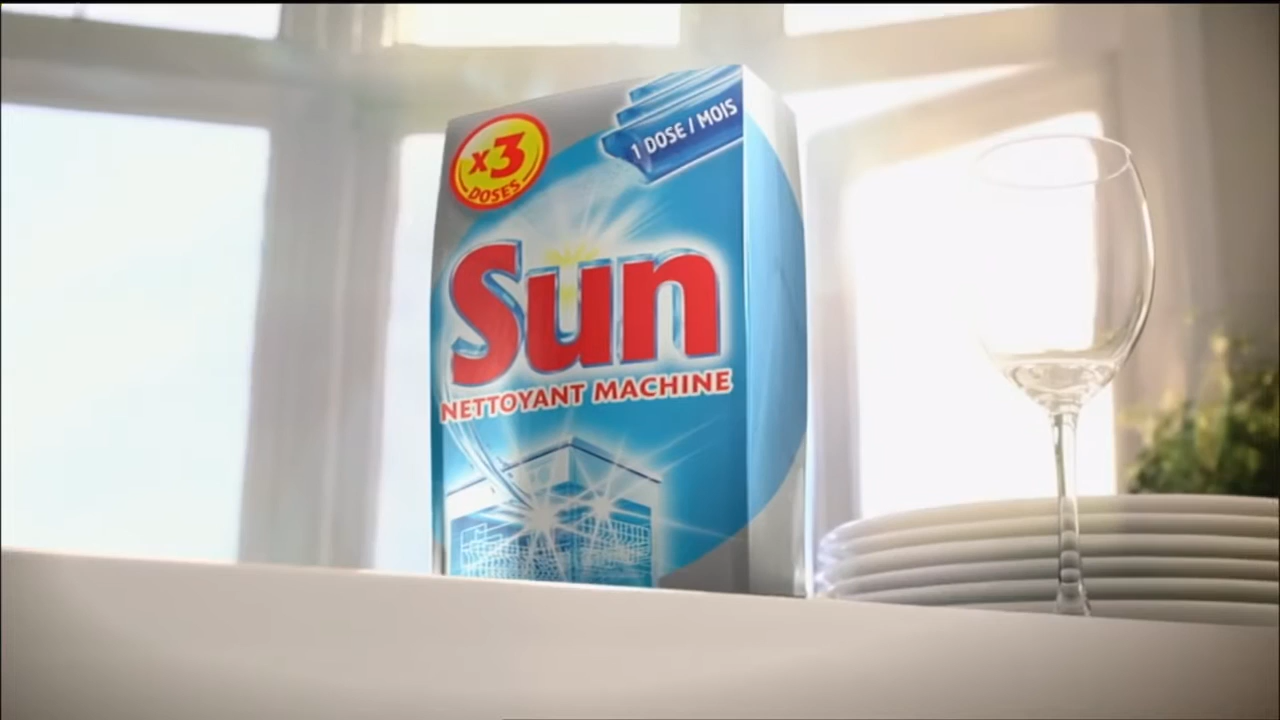 x3
DOSES
1 DOSE / MOIS
Sun
NETTOYANT MACHINE